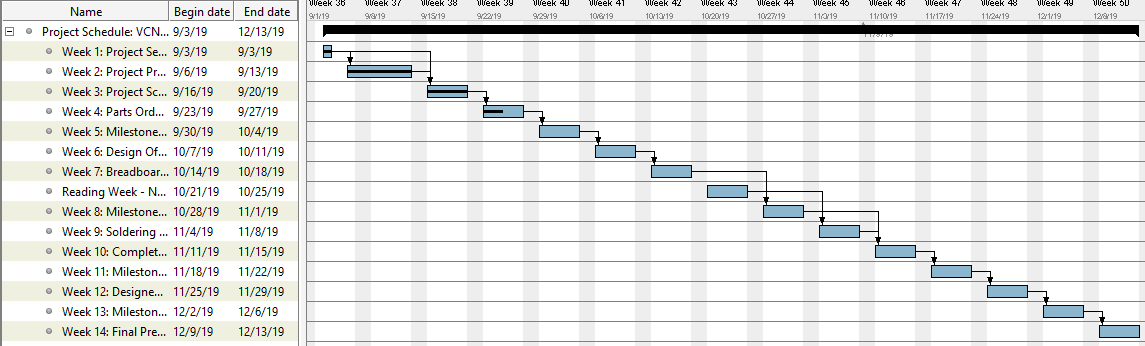 Name Begin date End date
Week 36 Week 37 Week 38 Week 39 Week 40 Week 41 Week 42 Week 43 Week 44 Week 45 Week 46 Week 47 Week 48 Week 49 Week 50
9/1/19 9/8/19 9/15/19 9/22/19 9/29/19 10/6/19 10/13/19 10/20/19 10/27/19 11/3/19 11/10/19 11/17/19 11/24/19 12/1/19 12/8/19
Project Schedule: VCN... 9/3/19 12/13/19
Week 1: Project Se... 9/3/19 9/3/19
Week 2: Project Pr... 9/6/19 9/13/19
Week 3: Project Sc... 9/16/19 9/20/19
Week 4: Parts Ord... 9/23/19 9/27/19
Week 5: Milestone... 9/30/19 10/4/19
Week 6: Design Of... 10/7/19 10/11/19
Week 7: Breadboar... 10/14/19 10/18/19
Reading Week - N... 10/21/19 10/25/19
Week 8: Milestone... 10/28/19 11/1/19
Week 9: Soldering ... 11/4/19 11/8/19
Week 10: Complet... 11/11/19 11/15/19
Week 11: Mileston... 11/18/19 11/22/19
Week 12: Designe... 11/25/19 11/29/19
Week 13: Mileston... 12/2/19 12/6/19
Week 14: Final Pre... 12/9/19 12/13/19